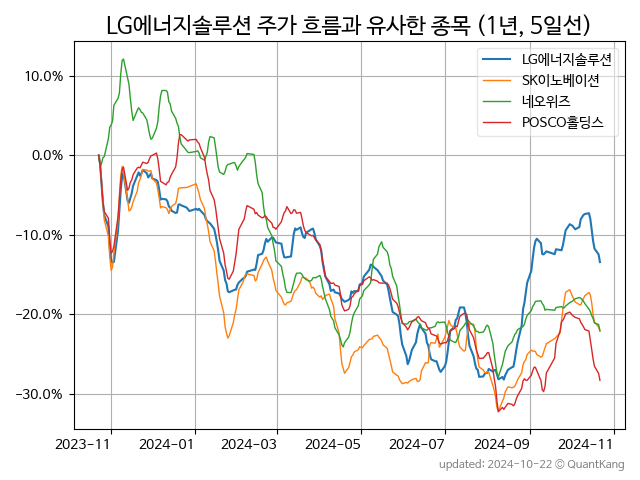 LG에너지솔루션 주가 흐름과 유사한 종목 (1년, 5일선)
LG에너지솔루션
SK이노베이션
네오위즈
POSCO홀딩스
10.0%
0.0%
−10.0%
−20.0%
−30.0%
2023-11 2024-01 2024-03 2024-05 2024-07 2024-09 2024-11
updated: 2024-10-22 © QuantKang